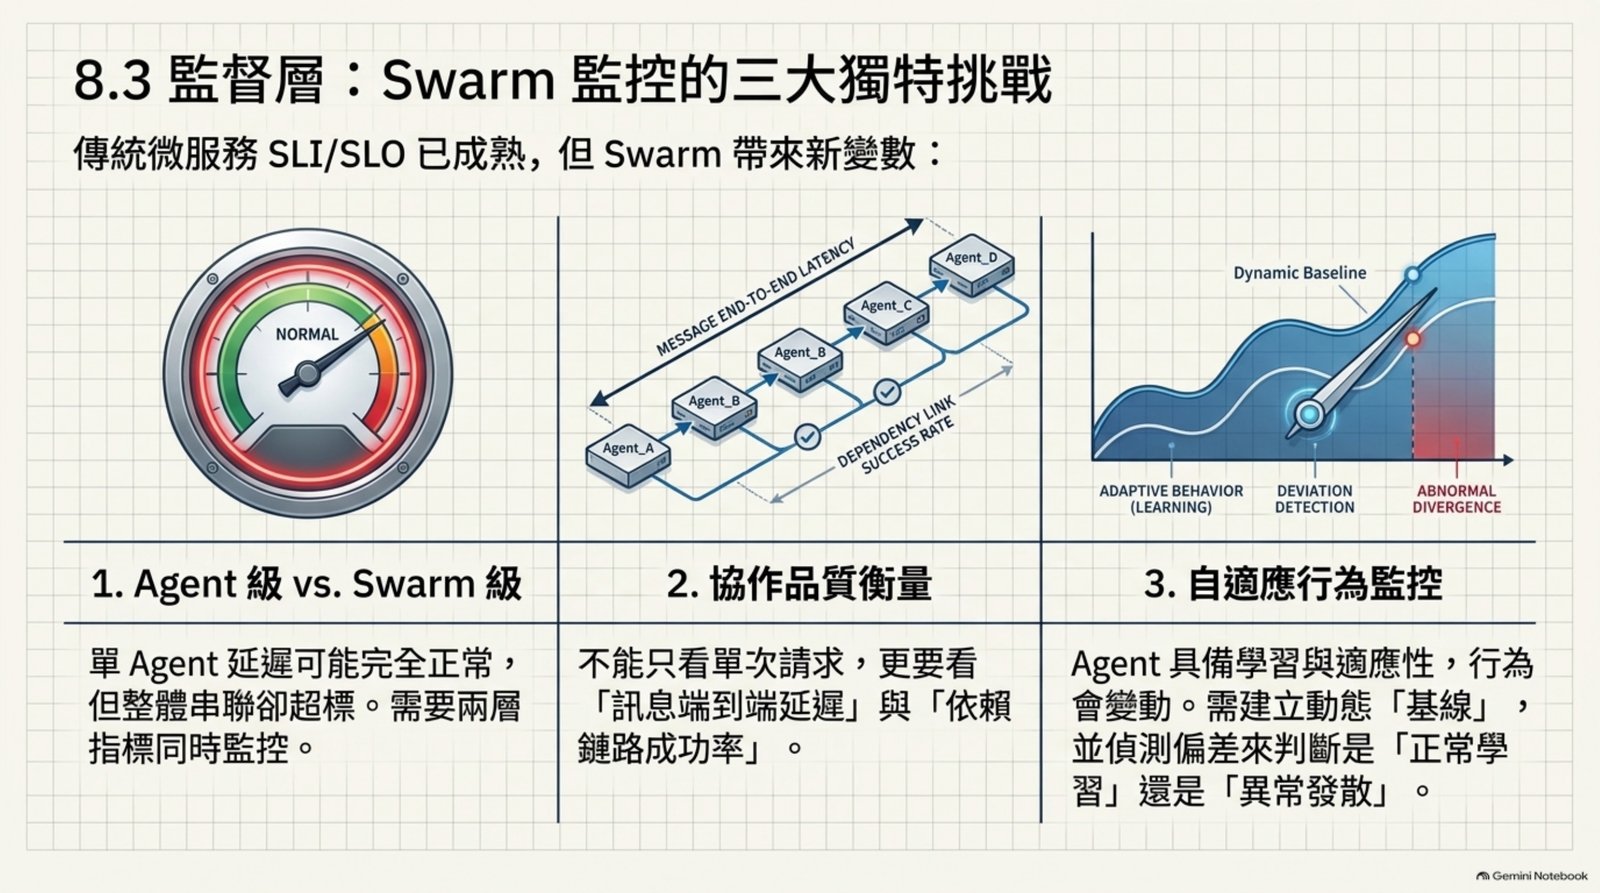 8.3 監督層：Swarm 監控的三大獨特挑戰
傳統微服務 SLI/SLO 已成熟，但 Swarm 帶來新變數：
NORMAL
MESSAGE END-TO-END LATENCY
Agent_A
Agent_B
Agent_B
Agent_C
Agent_D
DEPENDENCY LINK
SUCCESS RATE
Dynamic Baseline
ADAPTIVE BEHAVIOR
(LEARNING)
DEVIATION
DETECTION
ABNORMAL
DIVERGENCE
1. Agent 級 vs. Swarm 級
單 Agent 延遲可能完全正常，
但整體串聯卻超標。需要兩層
指標同時監控。
2. 協作品質衡量
不能只看單次請求，更要看
「訊息端到端延遲」與「依賴
鏈路成功率」。
3. 自適應行為監控
Agent 具備學習與適應性，行為
會變動。需建立動態「基線」，
並偵測偏差來判斷是「正常學
習」還是「異常發散」。
Gemini Notebook